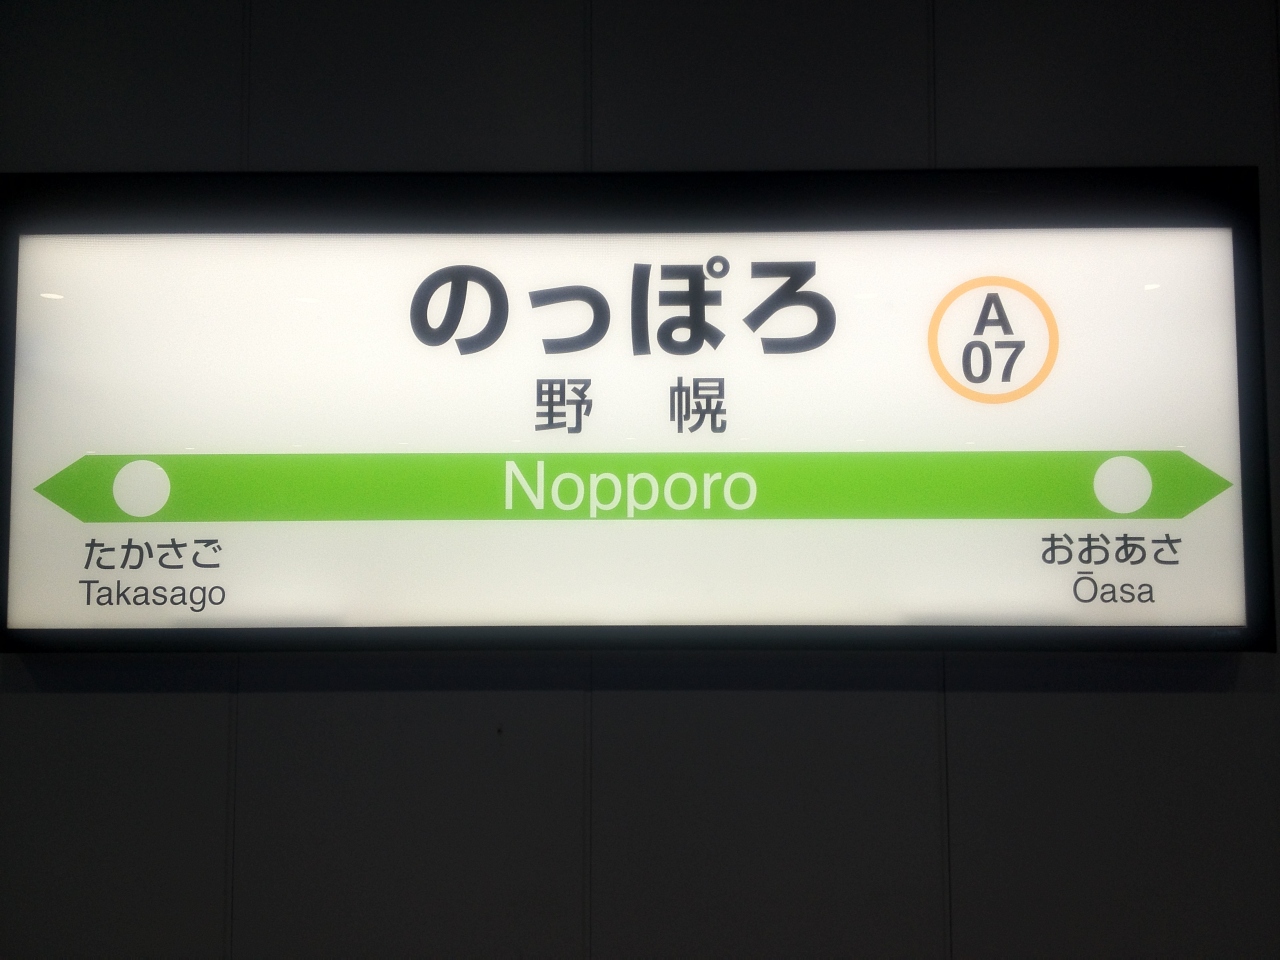 のっぽろ
A
07
野 幌
Nopporo
たかさご
Takasago
おおあさ
Ōasa